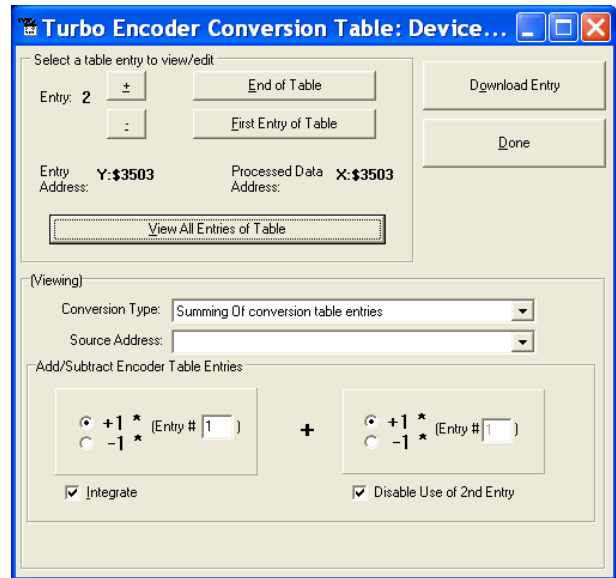 Turbo Encoder Conversion Table: Device...
Select a table entry to view/edit
Entry: 2
+
End of Table
Download Entry
-
First Entry of Table
Done
Entry Address: Y:$3503
Processed Data Address: X:$3503
View All Entries of Table
(Viewing)
Conversion Type: Summing Of conversion table entries
Source Address:
Add/Subtract Encoder Table Entries
+1 * (Entry # 1 )
-1 *
+
+1 * (Entry # 1 )
-1 *
Integrate
Disable Use of 2nd Entry